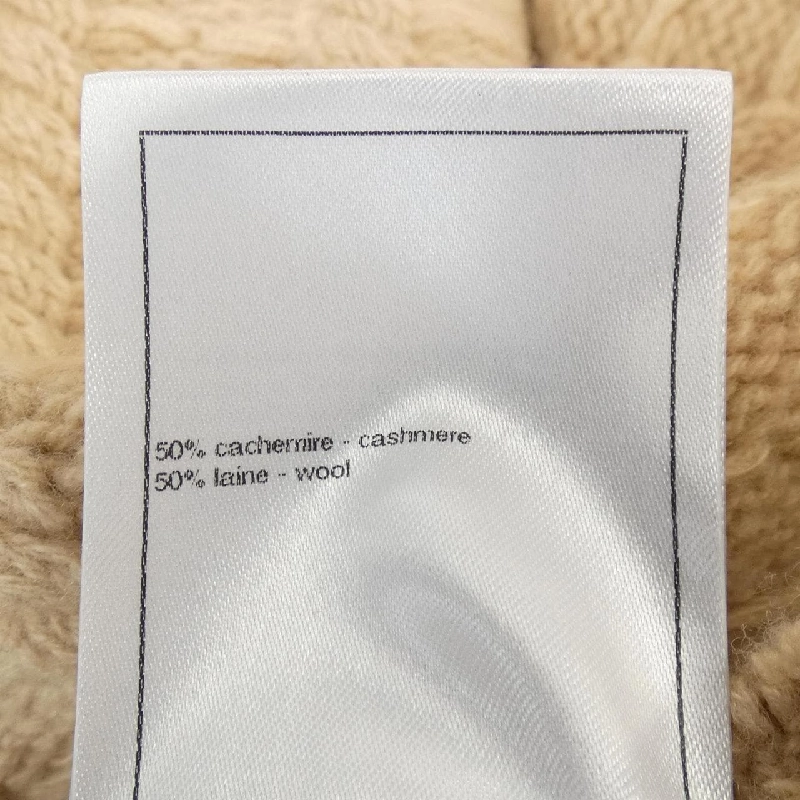 50% cachemire - cashmere
50% laine - wool